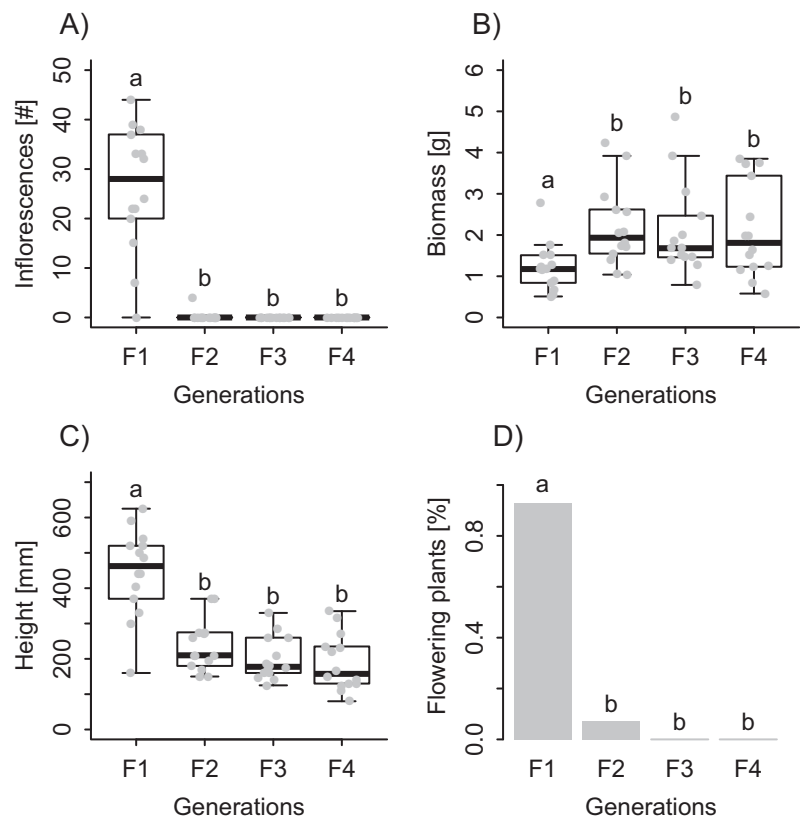 A)
Inflorescences [#]
50
40
30
20
10
0
a
b
b
b
F1 F2 F3 F4
Generations
B)
Biomass [g]
6
5
4
3
2
1
0
a
b
b
b
F1 F2 F3 F4
Generations
C)
Height [mm]
600
400
200
0
a
b
b
b
F1 F2 F3 F4
Generations
D)
Flowering plants [%]
0.8
0.4
0.0
a
b
b
b
F1 F2 F3 F4
Generations